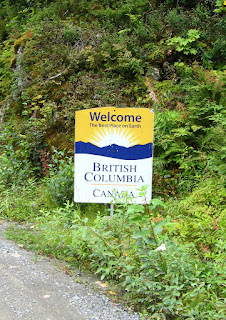 Welcome
The Best Place on Earth
BRITISH
COLUMBIA
CANADA